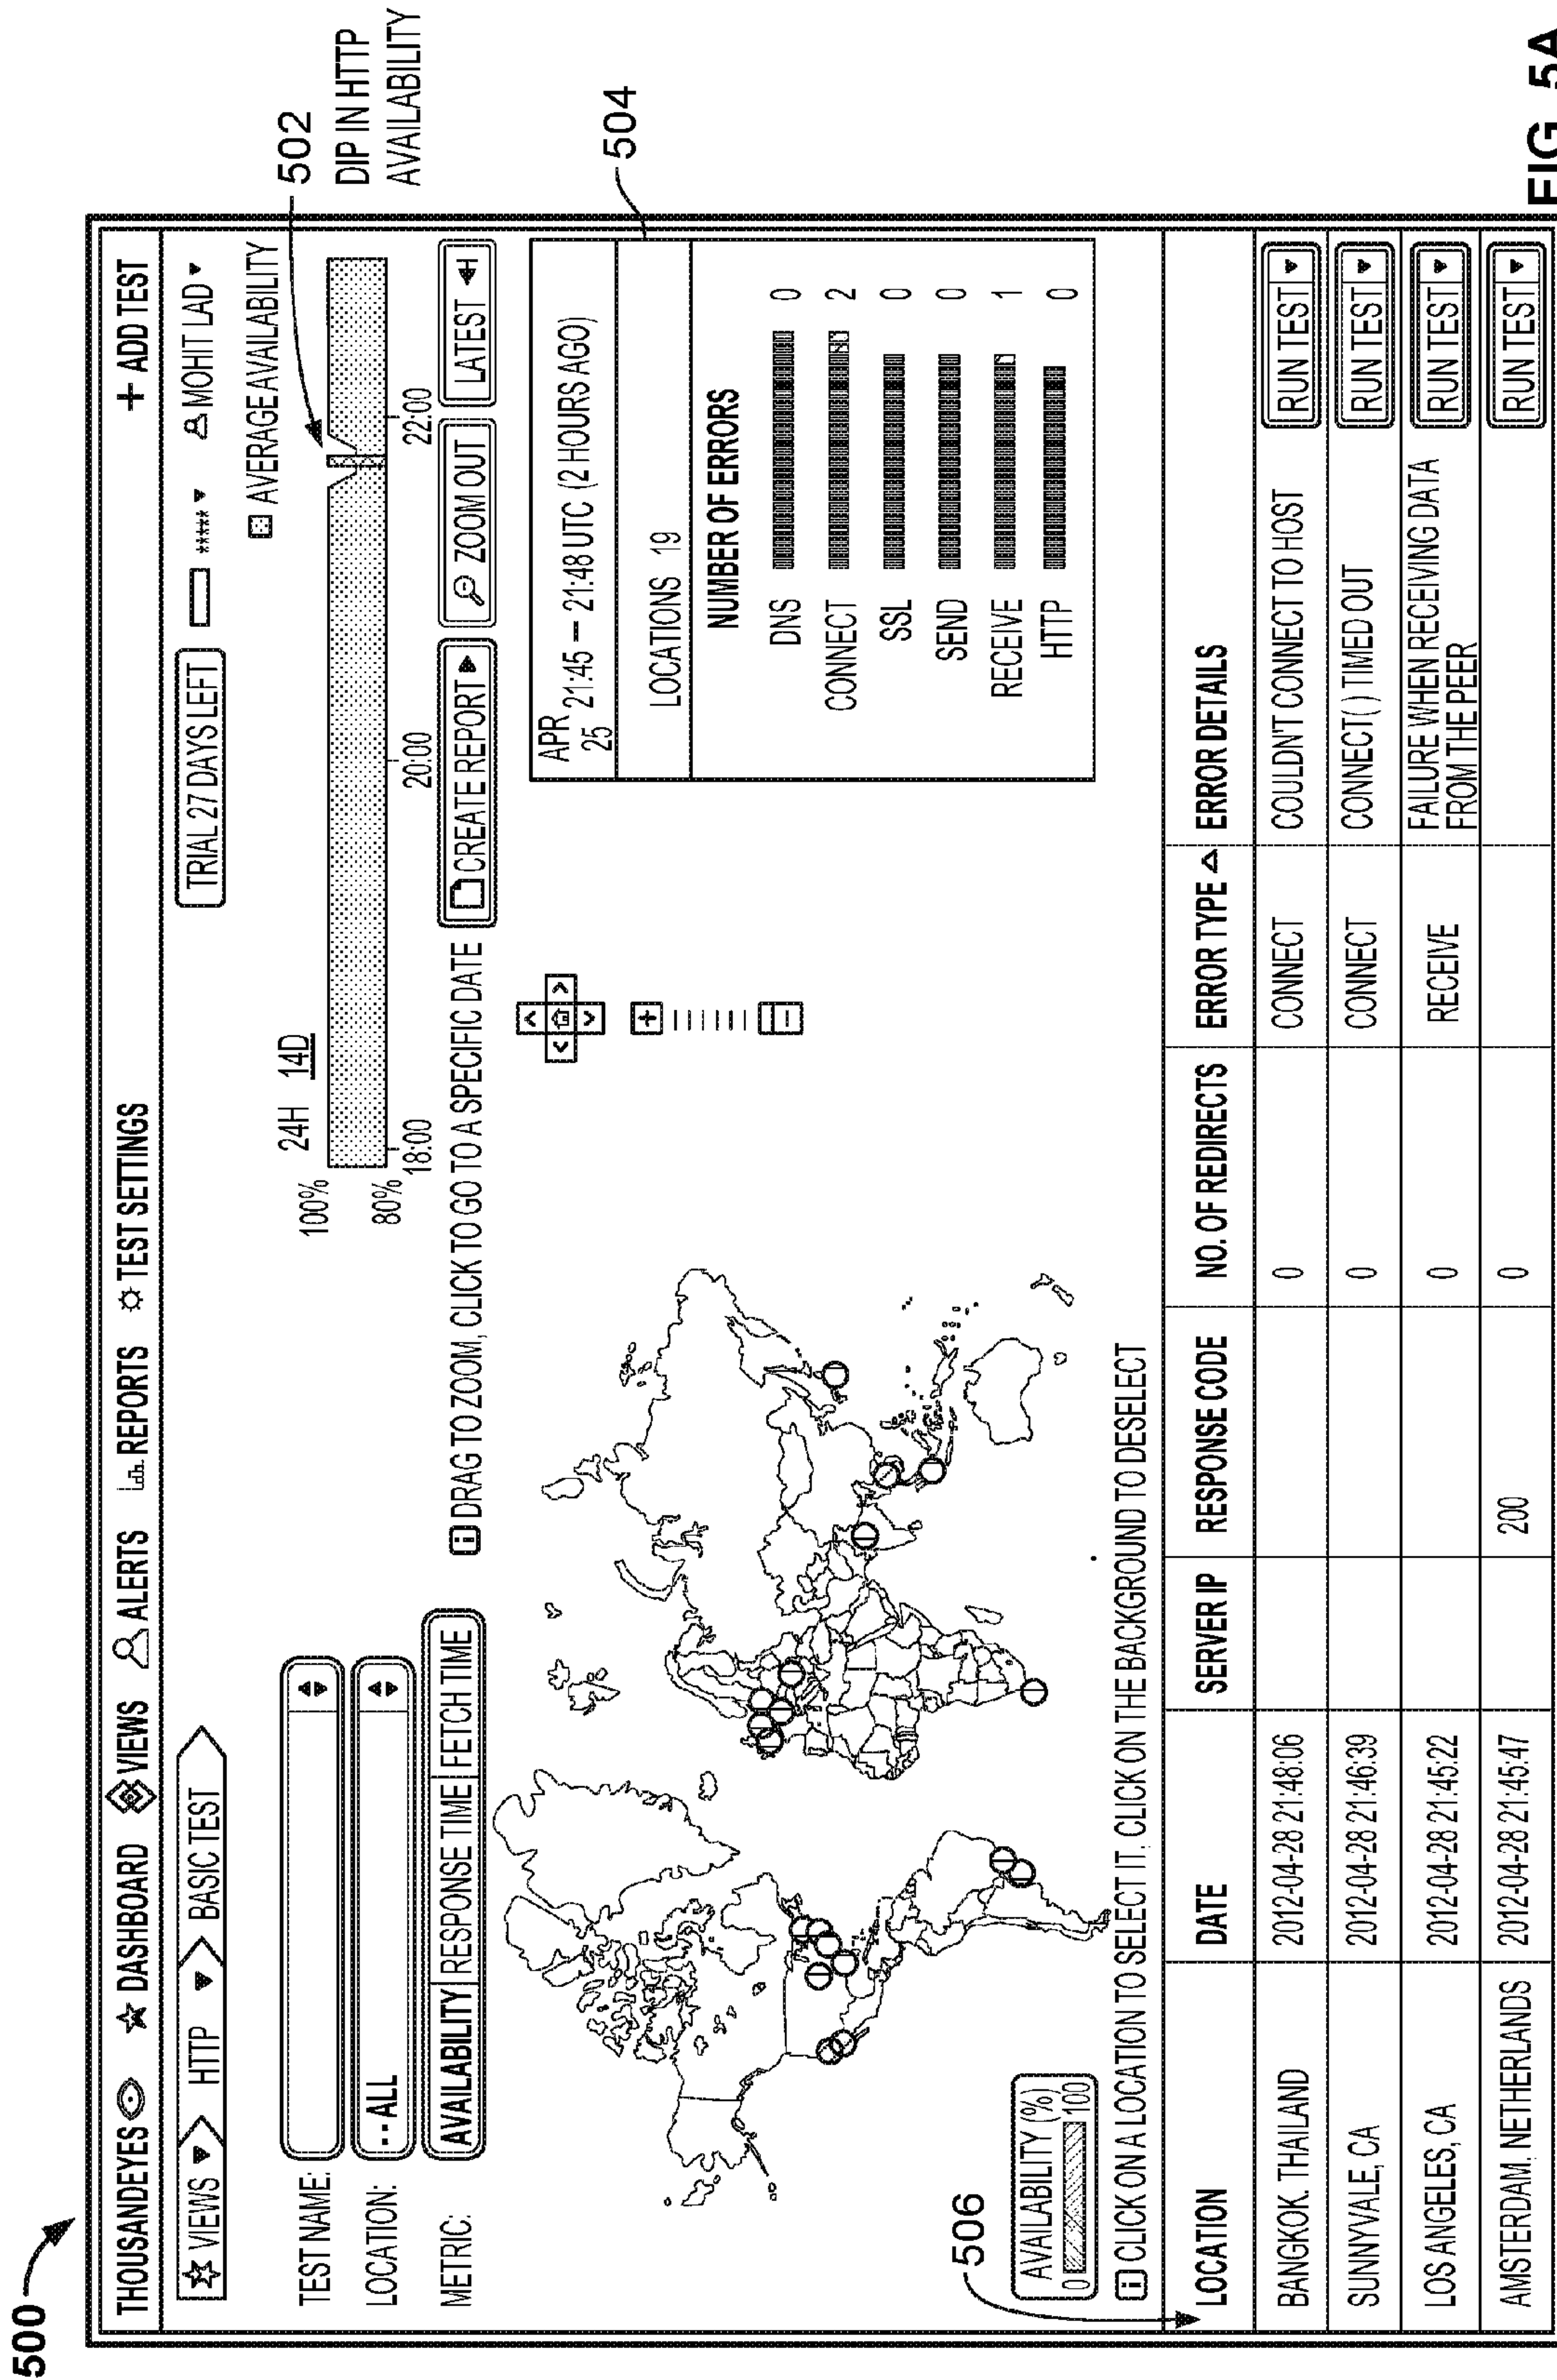 500
THOUSANDEYES DASHBOARD VIEWS ALERTS REPORTS TEST SETTINGS + ADD TEST
VIEWS HTTP BASIC TEST TRIAL 27 DAYS LEFT ***** MOHIT LAD
AVERAGE AVAILABILITY
502
DIP IN HTTP
AVAILABILITY
TEST NAME:
24H 14D
100%
80%
18:00 20:00 22:00
LOCATION: --ALL
METRIC: AVAILABILITY RESPONSE TIME FETCH TIME
i DRAG TO ZOOM, CLICK TO GO TO A SPECIFIC DATE CREATE REPORT ZOOM OUT LATEST
504
APR
25 21:45 – 21:48 UTC (2 HOURS AGO)
LOCATIONS 19
NUMBER OF ERRORS
DNS 0
CONNECT 2
SSL 0
SEND 0
RECEIVE 1
HTTP 0
506
AVAILABILITY (%)
0 100
i CLICK ON A LOCATION TO SELECT IT, CLICK ON THE BACKGROUND TO DESELECT
LOCATION DATE SERVER IP RESPONSE CODE NO. OF REDIRECTS ERROR TYPE ERROR DETAILS
BANGKOK. THAILAND 2012-04-28 21:48:06 0 CONNECT COULDN'T CONNECT TO HOST RUN TEST
SUNNYVALE, CA 2012-04-28 21:46:39 0 CONNECT CONNECT( ) TIMED OUT RUN TEST
LOS ANGELES, CA 2012-04-28 21:45:22 0 RECEIVE FAILURE WHEN RECEIVING DATA RUN TEST
FROM THE PEER
AMSTERDAM, NETHERLANDS 2012-04-28 21:45:47 200 0 RUN TEST
FIG. 5A